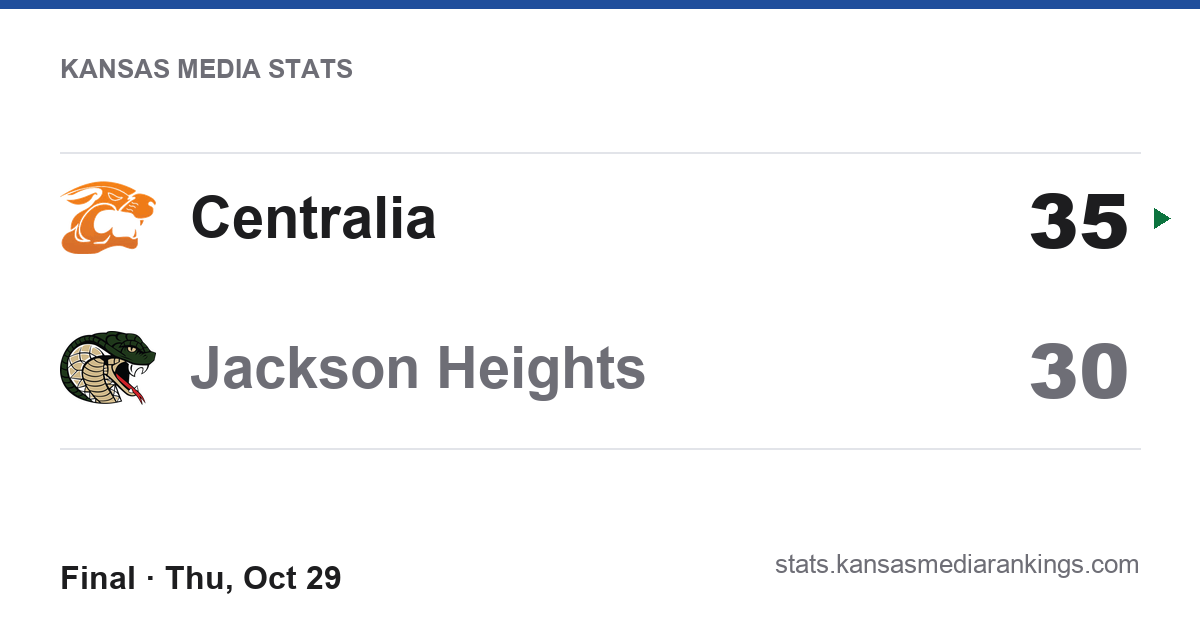 KANSAS MEDIA STATS
Centralia 35
Jackson Heights 30
Final · Thu, Oct 29
stats.kansasmediarankings.com